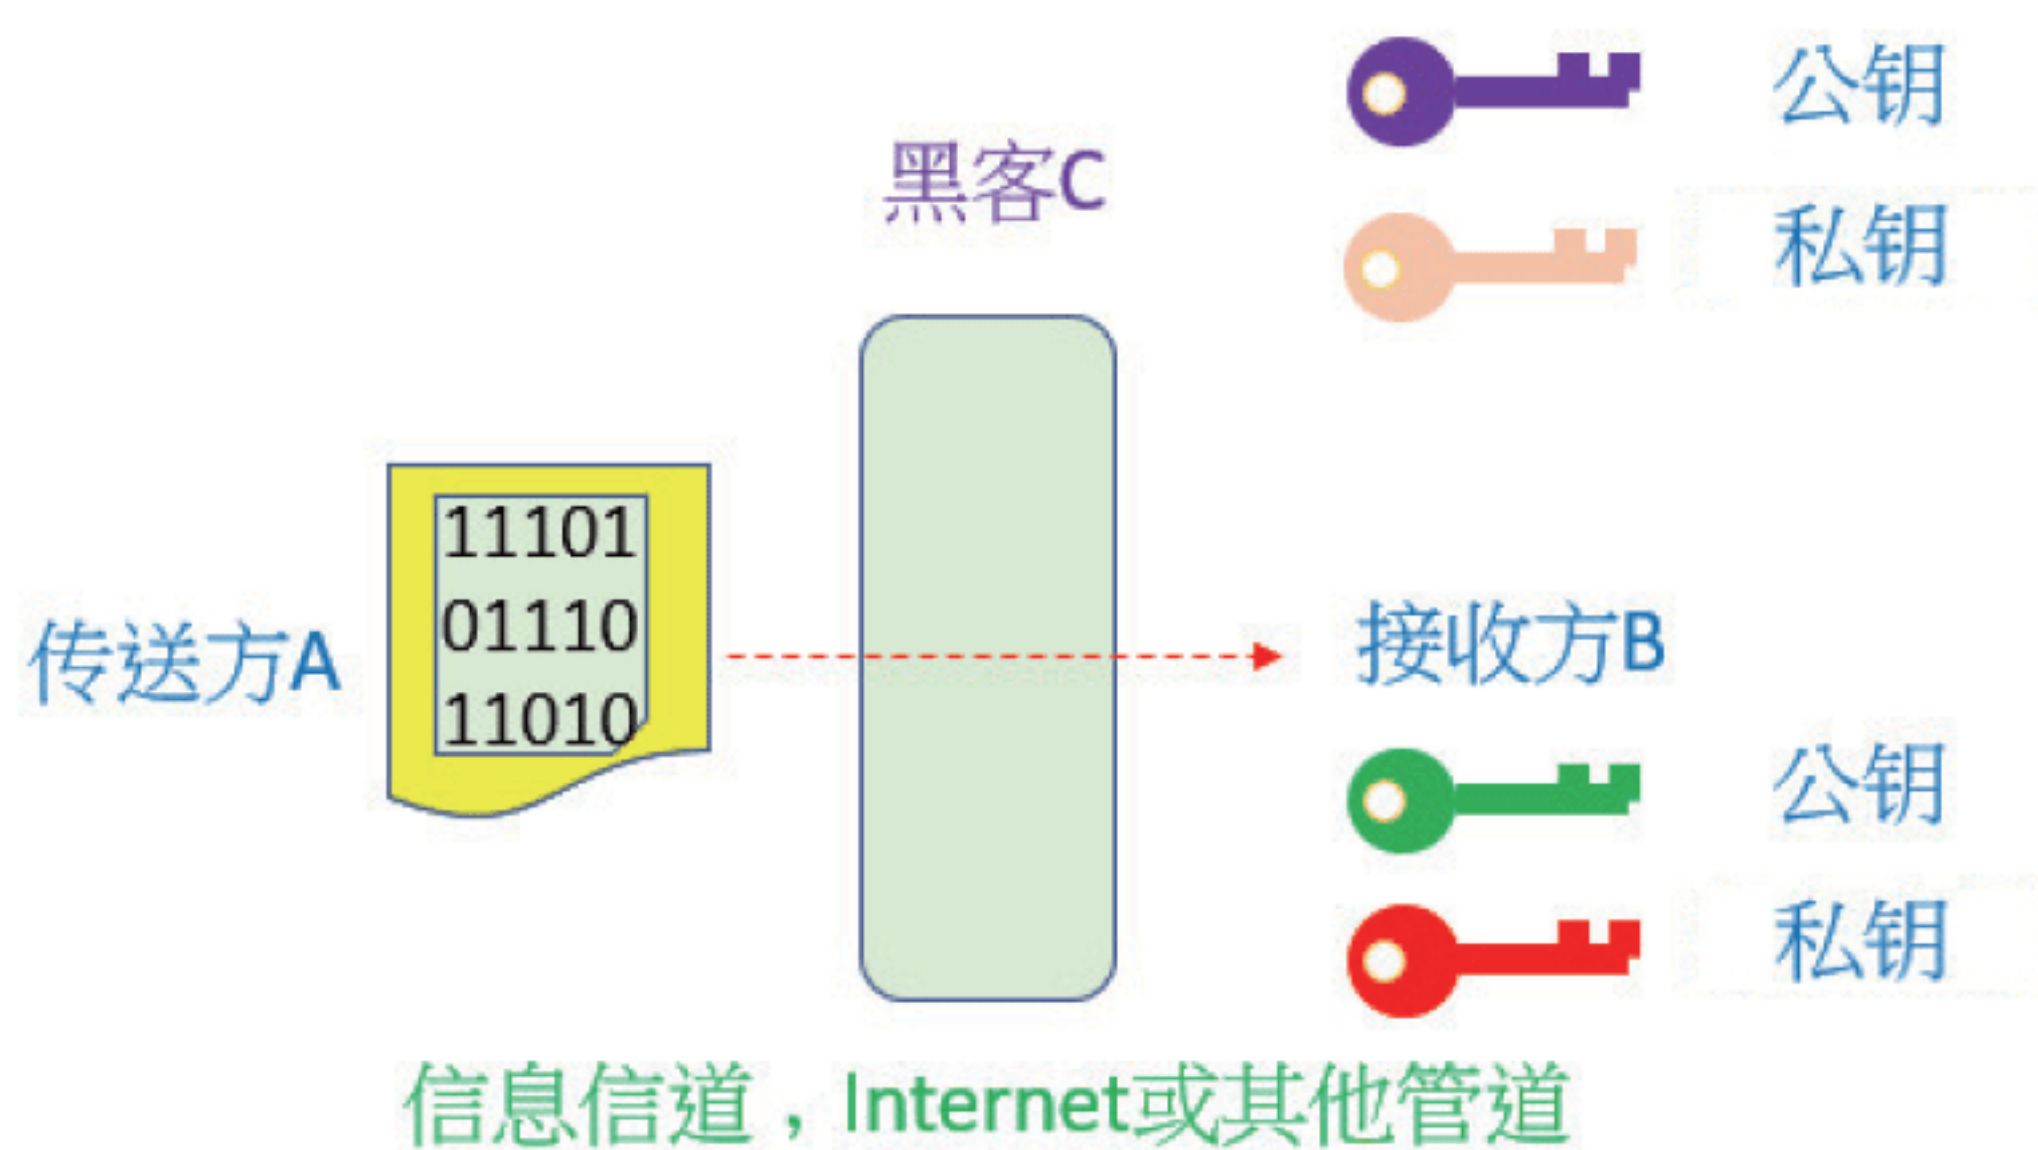 公钥
黑客C
私钥
11101
01110
11010
传送方A
接收方B
公钥
私钥
信息信道，Internet或其他管道